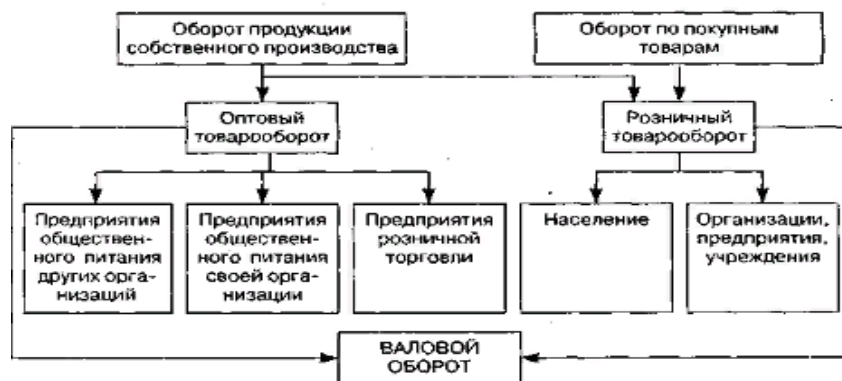 Оборот продукции
собственного производства
Оборот по покупным
товарам
Оптовый
товарооборот
Розничный
товарооборот
Предприятия
обществен-
ного питания
других орга-
низаций
Предприятия
обществен-
ного питания
своей орга-
низации
Предприятия
розничной
торговли
Население
Организации,
предприятия,
учреждения
ВАЛОВОЙ
ОБОРОТ